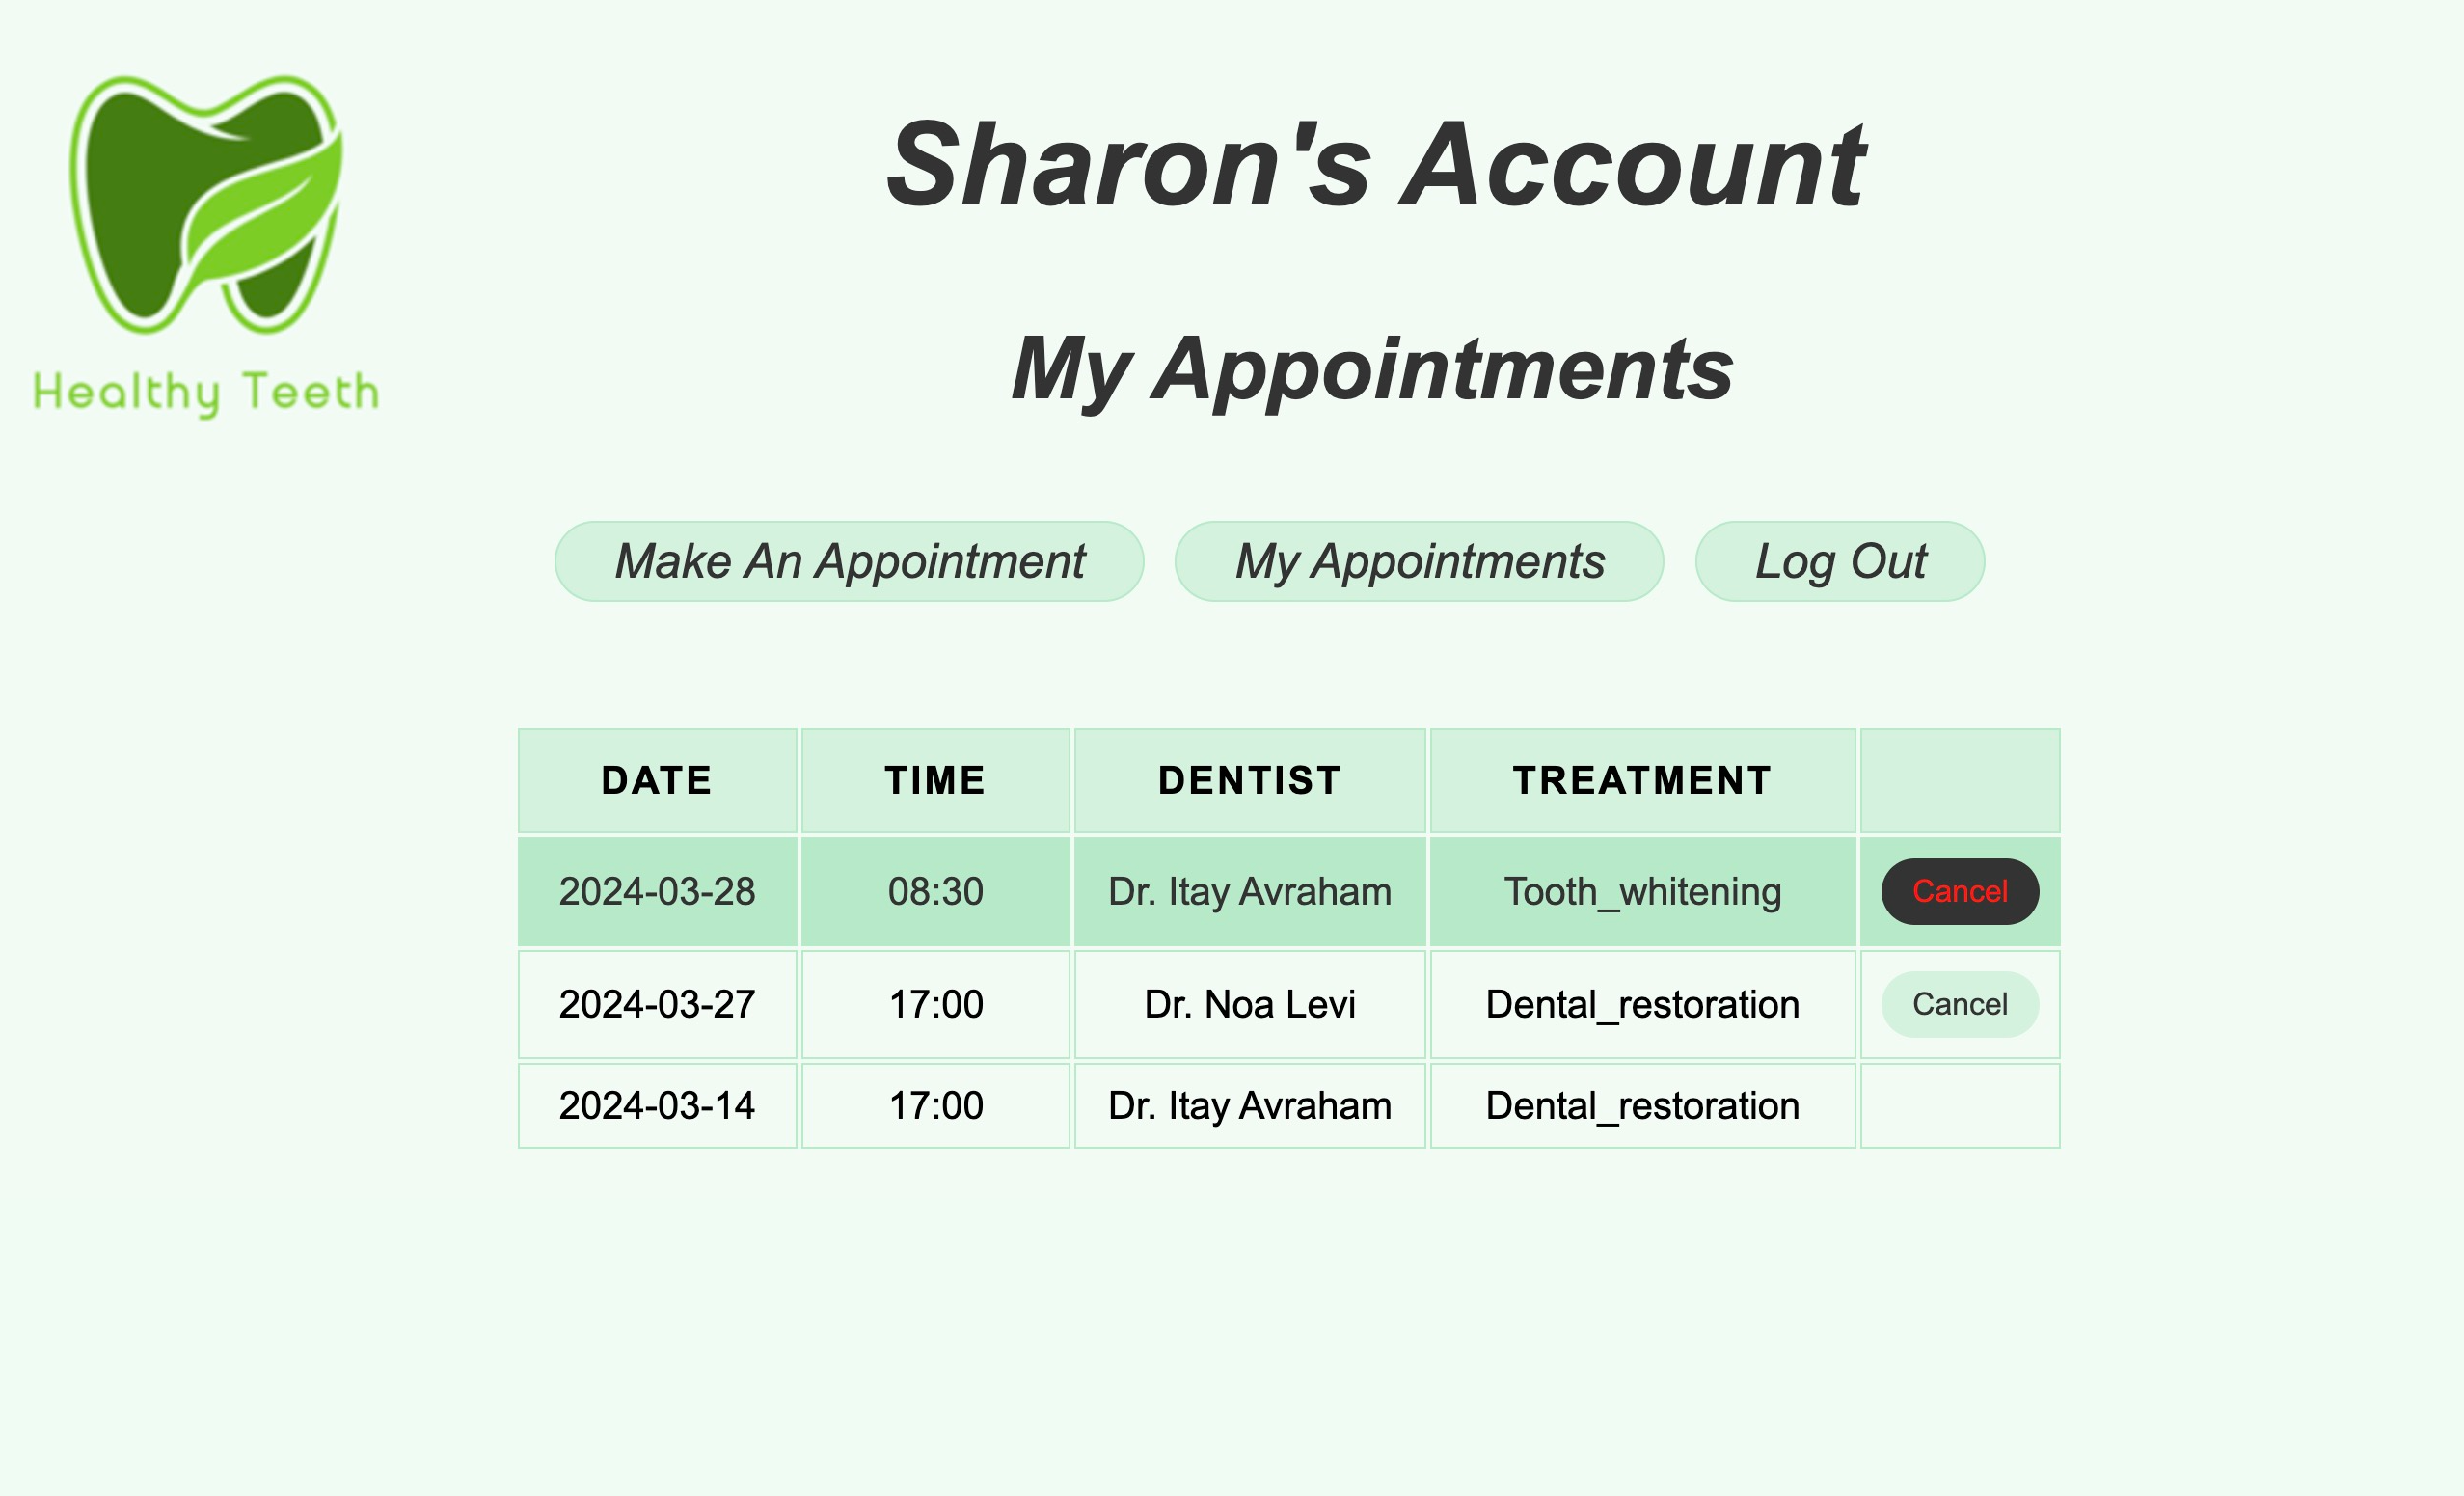 Healthy Teeth
Sharon's Account
My Appointments
Make An Appointment My Appointments Log Out
DATE TIME DENTIST TREATMENT
2024-03-28 08:30 Dr. Itay Avraham Tooth_whitening Cancel
2024-03-27 17:00 Dr. Noa Levi Dental_restoration Cancel
2024-03-14 17:00 Dr. Itay Avraham Dental_restoration